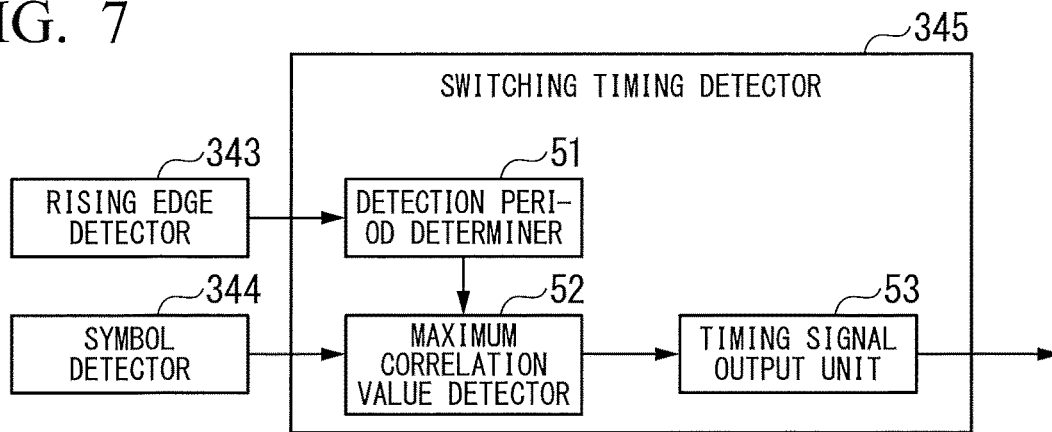 IG. 7
345
SWITCHING TIMING DETECTOR
343
RISING EDGE
DETECTOR
51
DETECTION PERI-
OD DETERMINER
344
SYMBOL
DETECTOR
52
MAXIMUM
CORRELATION
VALUE DETECTOR
53
TIMING SIGNAL
OUTPUT UNIT